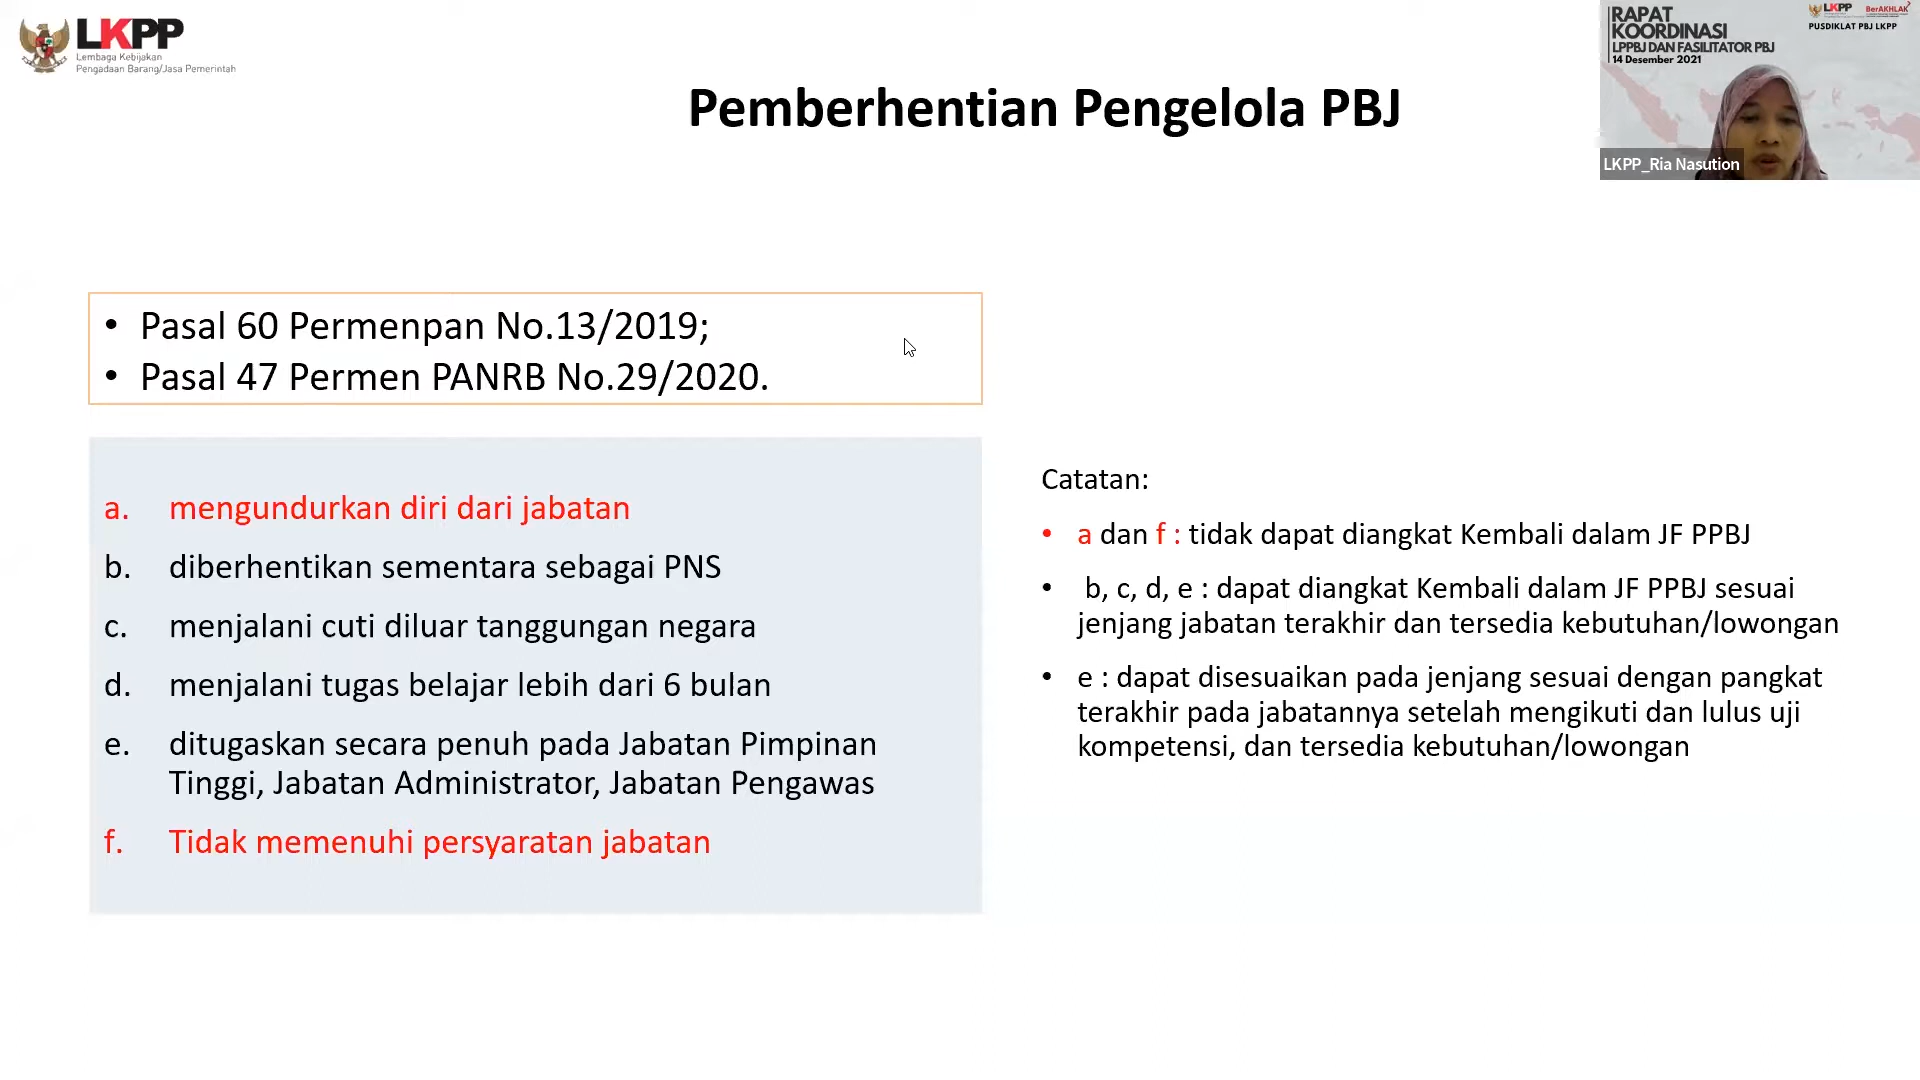 LKPP
Lembaga Kebijakan
Pengadaan Barang/Jasa Pemerintah
RAPAT
KOORDINASI
LPPBJ DAN FASILITATOR PBJ
14 Desember 2021
LKPP
BerAKHLAK
PUSDIKLAT PBJ LKPP
LKPP_Ria Nasution
Pemberhentian Pengelola PBJ
• Pasal 60 Permenpan No.13/2019;
• Pasal 47 Permen PANRB No.29/2020.
a. mengundurkan diri dari jabatan
b. diberhentikan sementara sebagai PNS
c. menjalani cuti diluar tanggungan negara
d. menjalani tugas belajar lebih dari 6 bulan
e. ditugaskan secara penuh pada Jabatan Pimpinan
Tinggi, Jabatan Administrator, Jabatan Pengawas
f. Tidak memenuhi persyaratan jabatan
Catatan:
• a dan f : tidak dapat diangkat Kembali dalam JF PPBJ
• b, c, d, e : dapat diangkat Kembali dalam JF PPBJ sesuai
jenjang jabatan terakhir dan tersedia kebutuhan/lowongan
• e : dapat disesuaikan pada jenjang sesuai dengan pangkat
terakhir pada jabatannya setelah mengikuti dan lulus uji
kompetensi, dan tersedia kebutuhan/lowongan